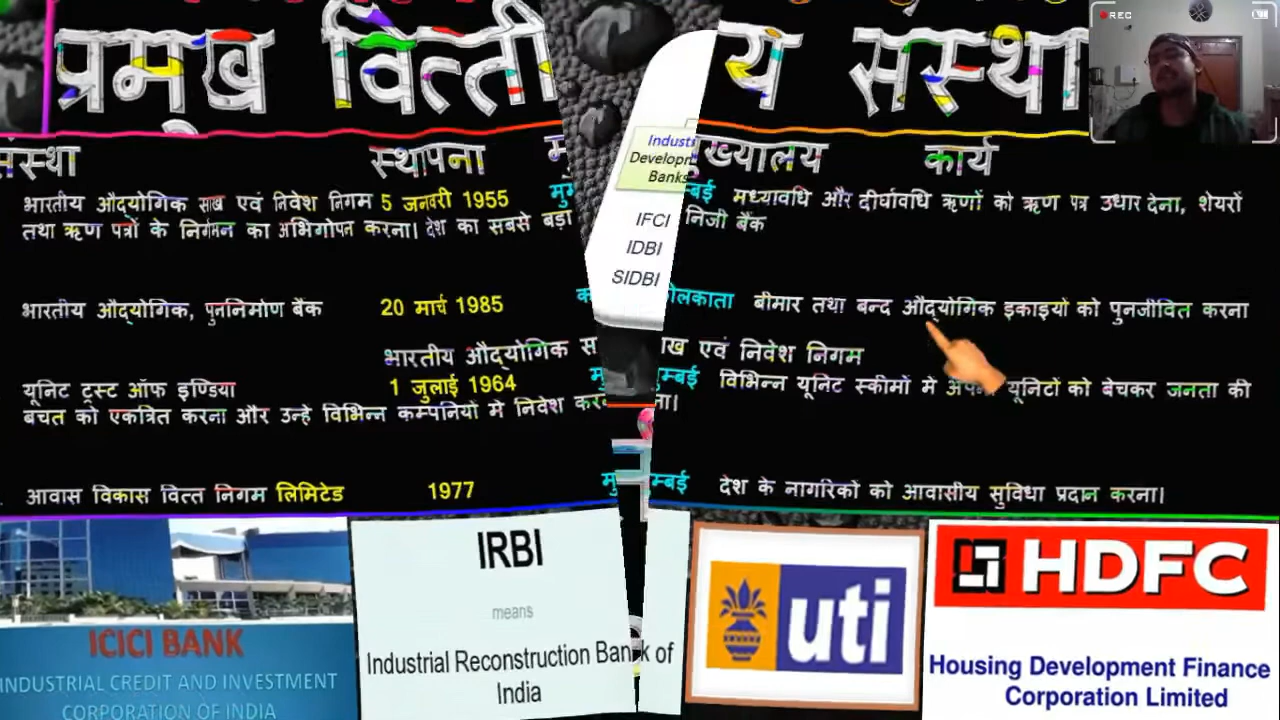 REC
प्रमुख वित्तीय संस्था
संस्था स्थापना ख्यालय कार्य
भारतीय औद्योगिक साख एवं निवेश निगम 5 जनवरी 1955 मुम्बई मध्यावधि और दीर्घावधि ऋणों को ऋण पत्र उधार देना, शेयरों
तथा ऋण पत्रों के निगमन का अभिगोपन करना। देश का सबसे बड़ा निजी बैंक
Banks
IFCI
IDBI
SIDBI
भारतीय औद्योगिक, पुननिमाण बैंक 20 मार्च 1985 कोलकाता बीमार तथा बन्द औद्योगिक इकाइयों को पुनजीवित करना
भारतीय औद्योगिक साख एवं निवेश निगम
यूनिट ट्रस्ट ऑफ इण्डिया 1 जुलाई 1964 मुम्बई विभिन्न यूनिट स्कीमों में यूनिटों को बेचकर जनता की
बचत को एकत्रित करना और उन्हे विभिन्न कम्पनियों में निवेश करना।
आवास विकास वित्त निगम लिमिटेड 1977 मुम्बई देश के नागरिकों को आवासीय सुविधा प्रदान करना।
ICICI BANK
INDUSTRIAL CREDIT AND INVESTMENT
CORPORATION OF INDIA
IRBI
means
Industrial Reconstruction Bank of
India
uti
HDFC
Housing Development Finance
Corporation Limited